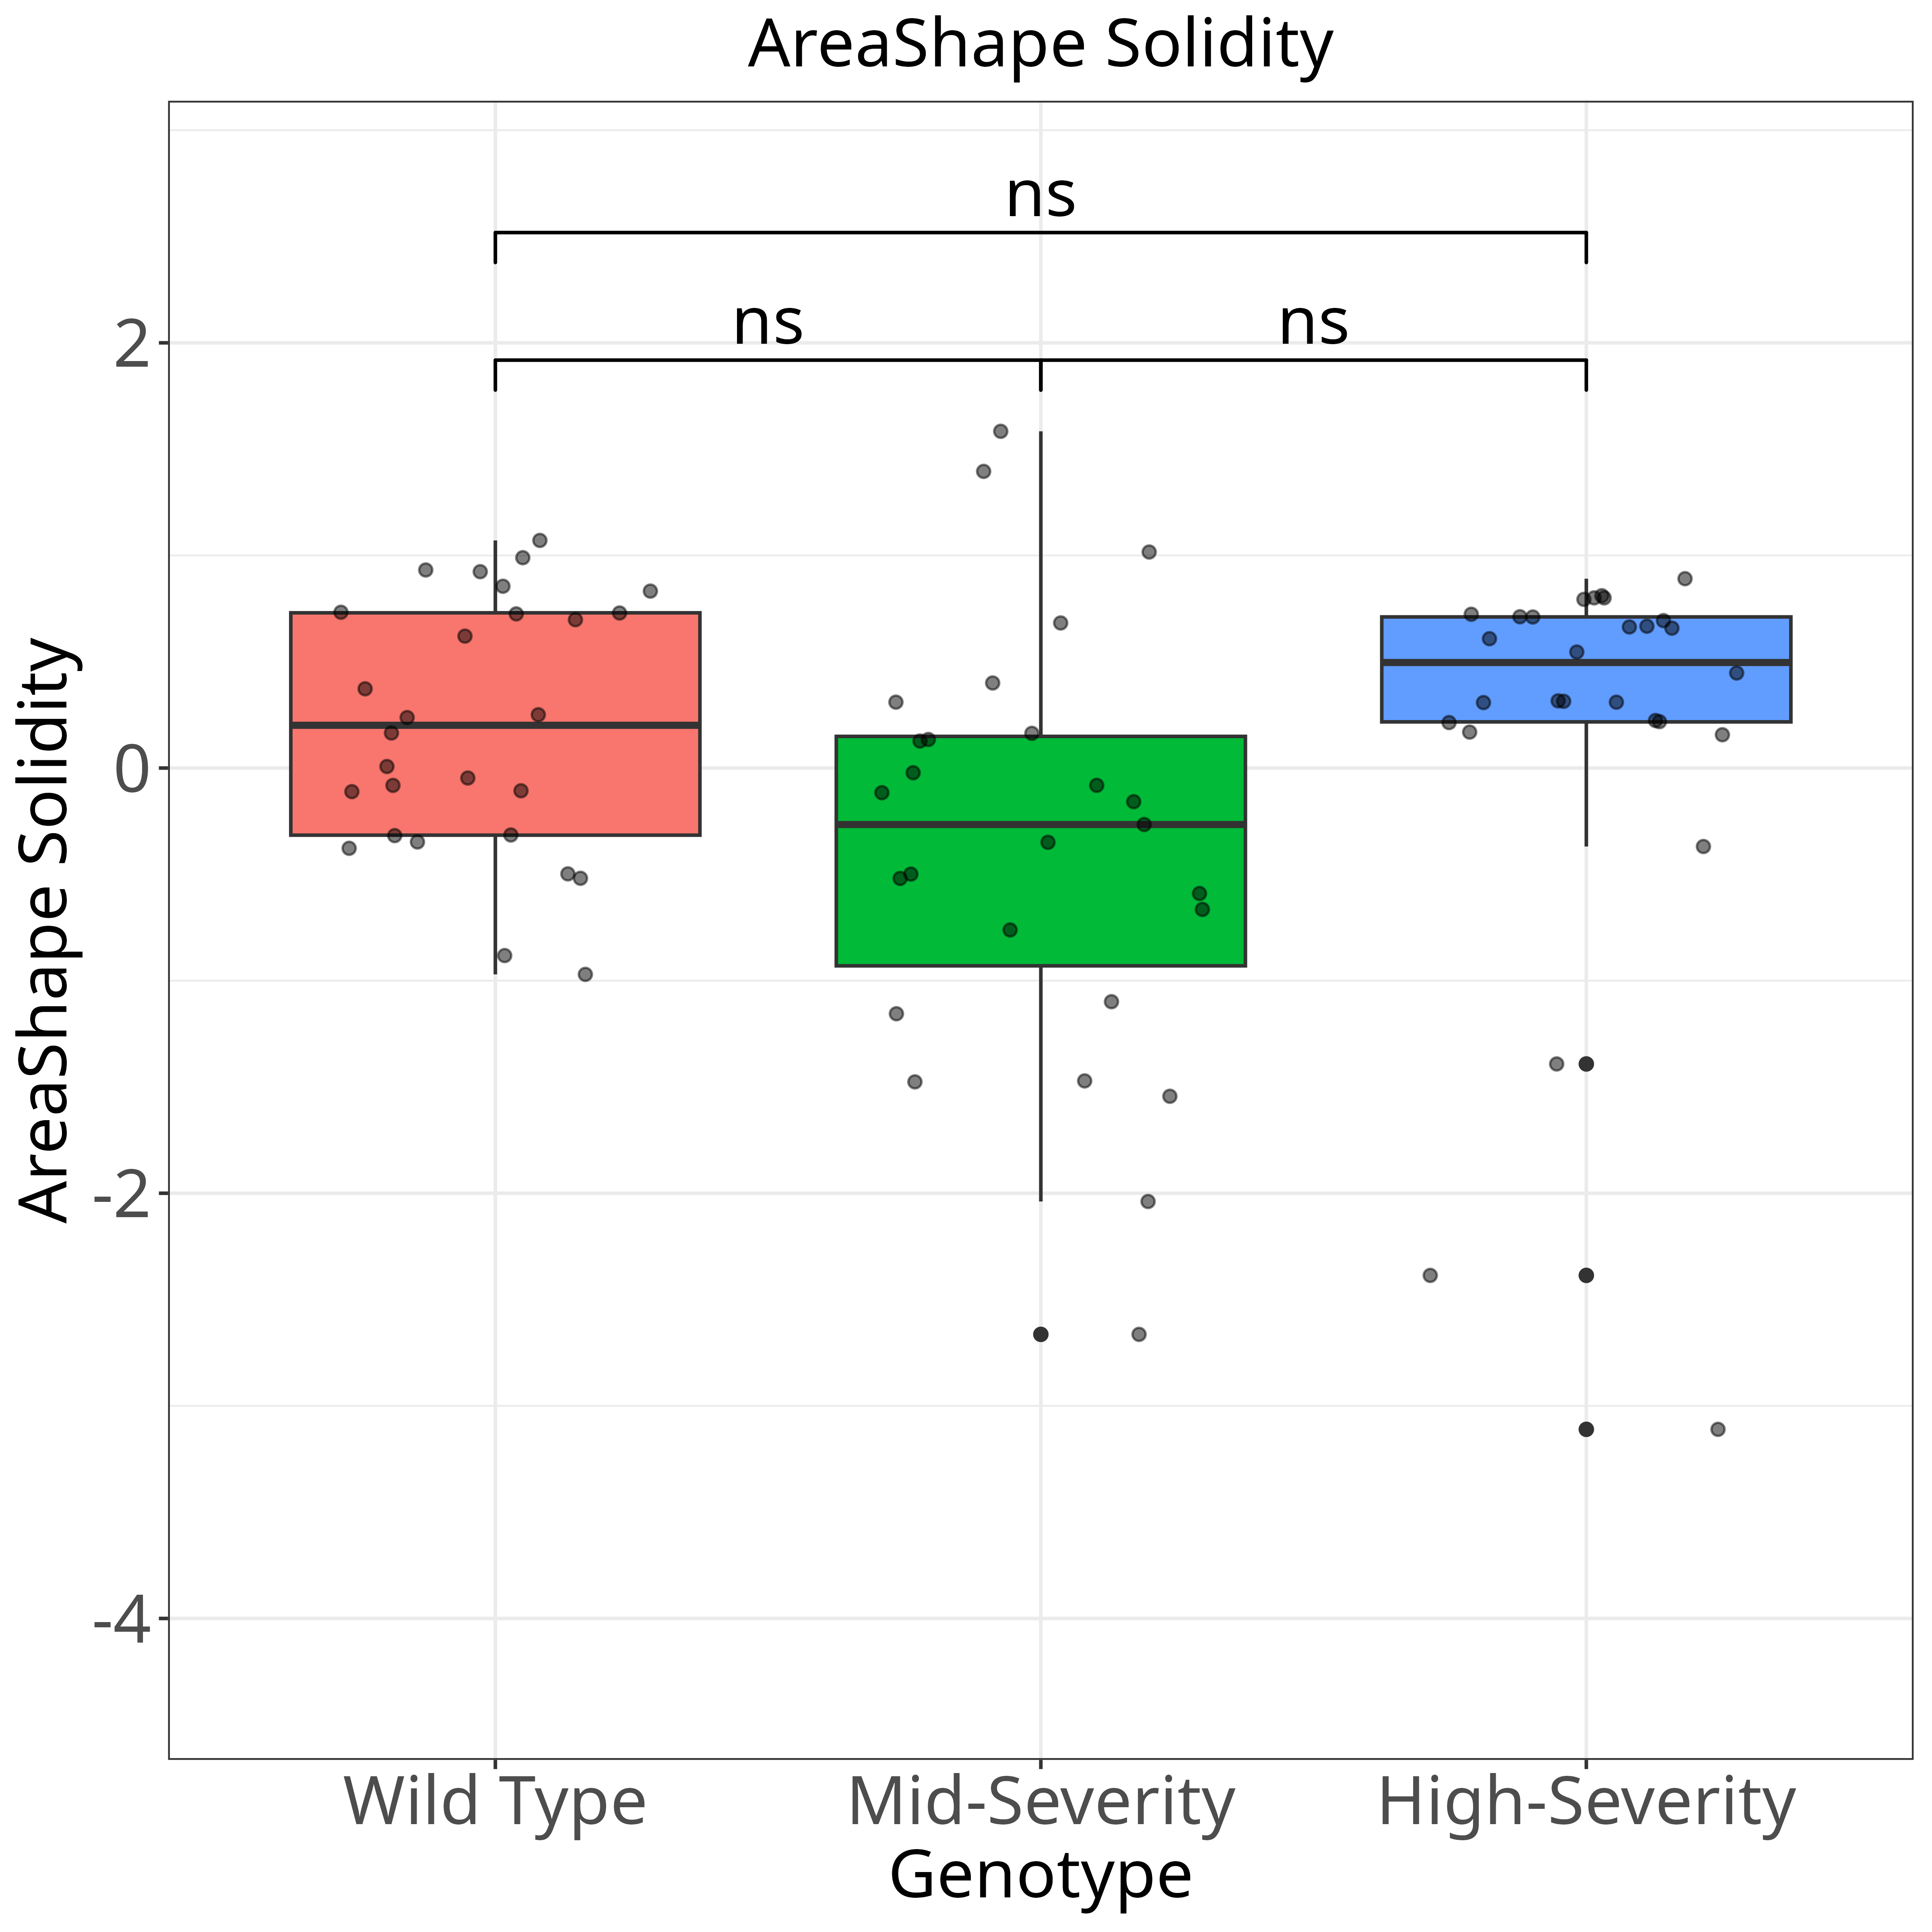 AreaShape Solidity
ns
ns ns
2
0
-2
-4
AreaShape Solidity
Wild Type Mid-Severity High-Severity
Genotype